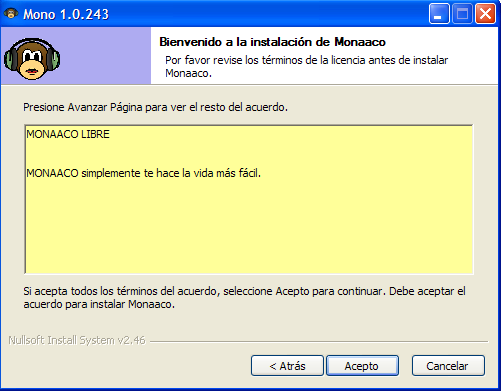 Mono 1.0.243
Bienvenido a la instalación de Monaaco
Por favor revise los términos de la licencia antes de instalar
Monaaco.
Presione Avanzar Página para ver el resto del acuerdo.
MONAACO LIBRE
MONAACO simplemente te hace la vida más fácil.
Si acepta todos los términos del acuerdo, seleccione Acepto para continuar. Debe aceptar el
acuerdo para instalar Monaaco.
Nullsoft Install System v2.46
< Atrás
Acepto
Cancelar